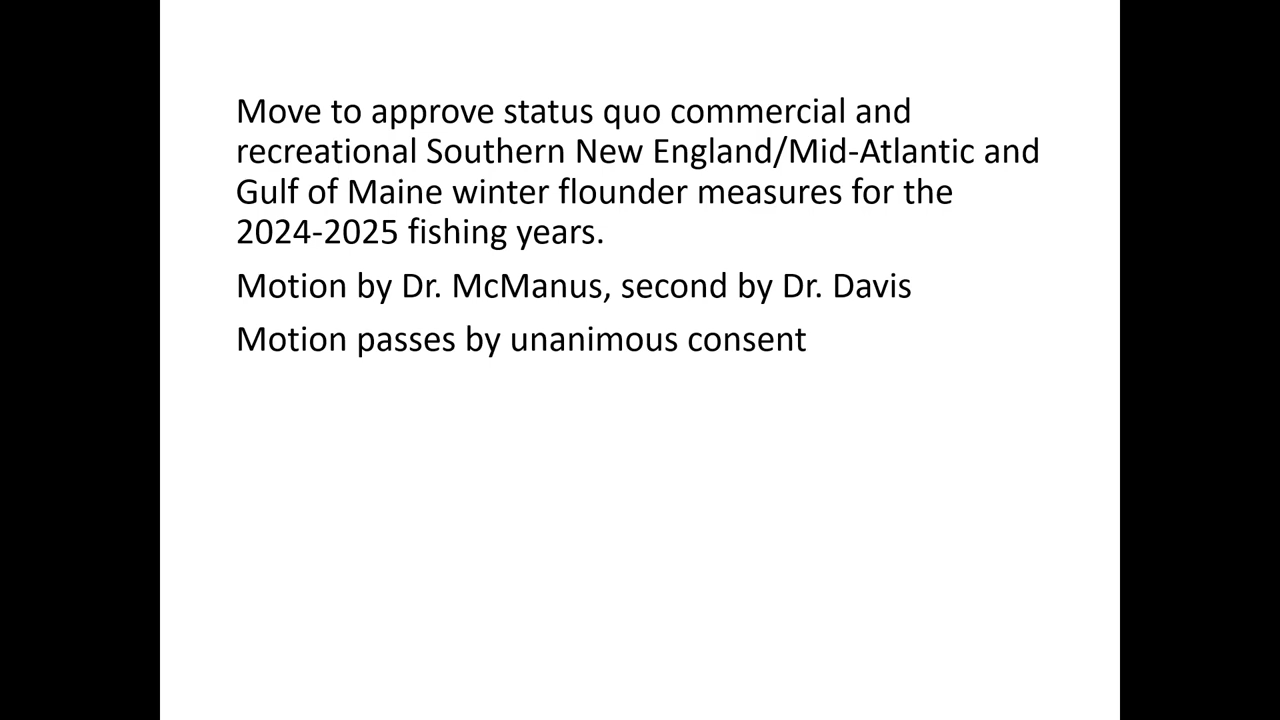 Move to approve status quo commercial and
recreational Southern New England/Mid-Atlantic and
Gulf of Maine winter flounder measures for the
2024-2025 fishing years.
Motion by Dr. McManus, second by Dr. Davis
Motion passes by unanimous consent